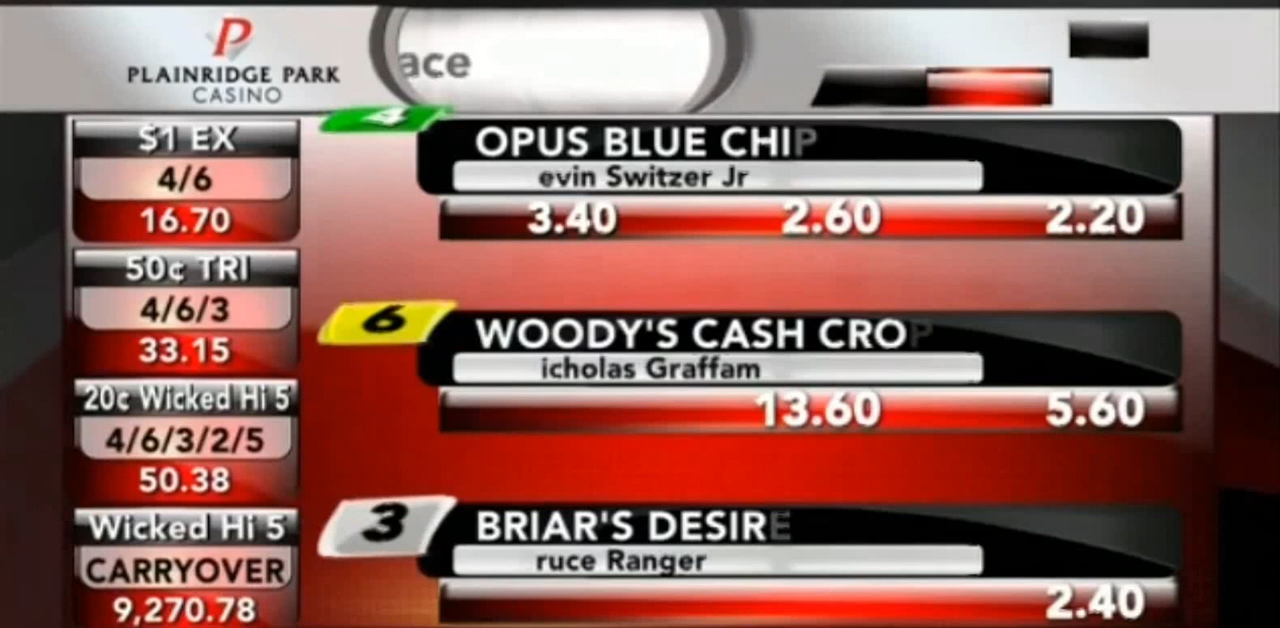 P
PLAINRIDGE PARK
CASINO
ace
$1 EX
4/6
16.70
50¢ TRI
4/6/3
33.15
20¢ Wicked Hi 5
4/6/3/2/5
50.38
Wicked Hi 5
CARRYOVER
9,270.78
4
OPUS BLUE CHIP
evin Switzer Jr
3.40 2.60 2.20
6
WOODY'S CASH CROP
icholas Graffam
13.60 5.60
3
BRIAR'S DESIRE
ruce Ranger
2.40